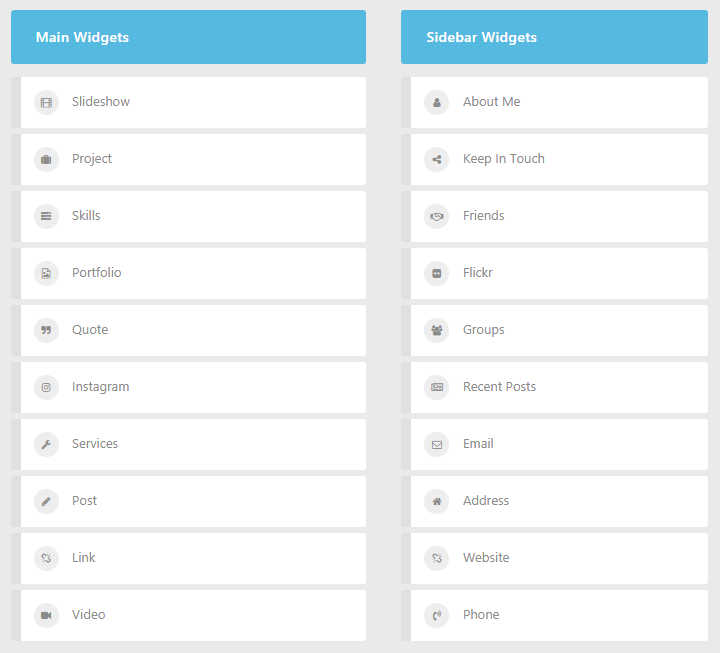 Main Widgets
Slideshow
Project
Skills
Portfolio
Quote
Instagram
Services
Post
Link
Video
Sidebar Widgets
About Me
Keep In Touch
Friends
Flickr
Groups
Recent Posts
Email
Address
Website
Phone